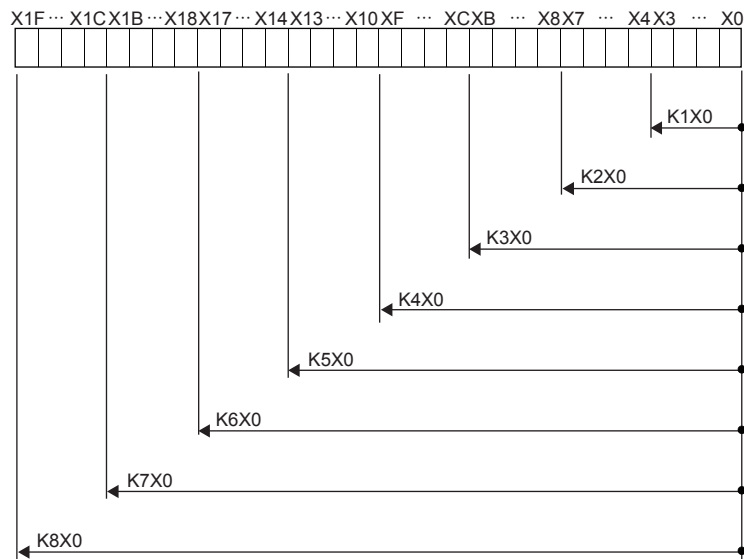 X1F ··· X1C X1B ··· X18 X17 ··· X14 X13 ··· X10 XF ··· XC XB ··· X8 X7 ··· X4 X3 ··· X0
K1X0
K2X0
K3X0
K4X0
K5X0
K6X0
K7X0
K8X0